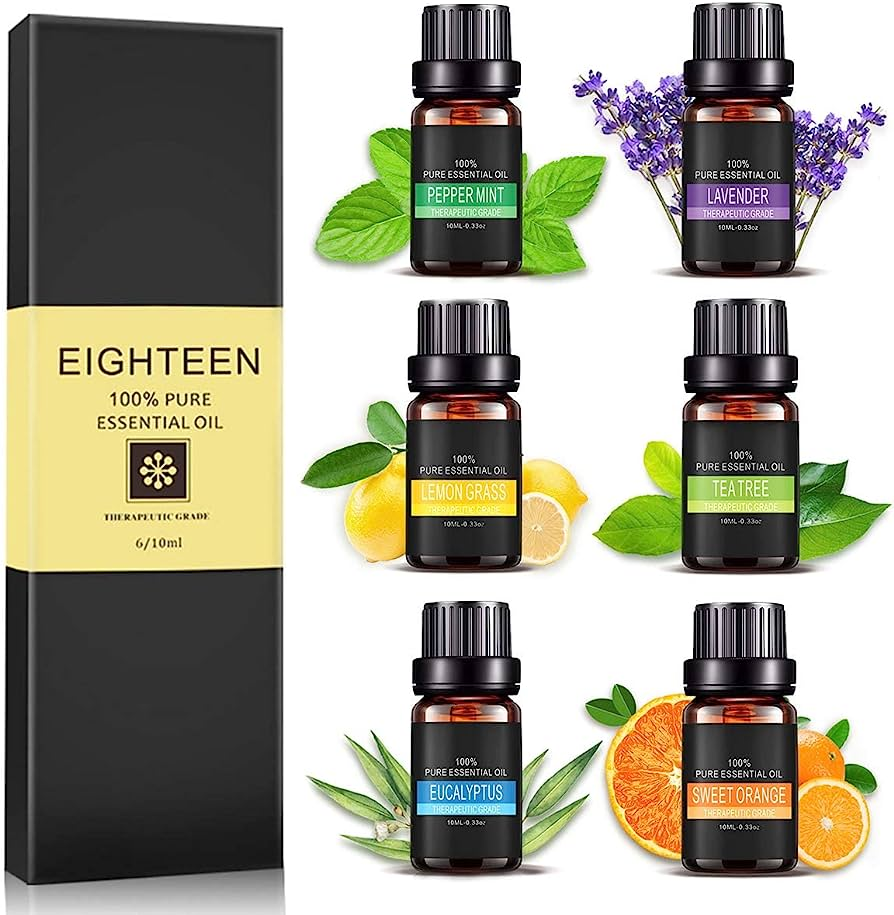 EIGHTEEN
100% PURE
ESSENTIAL OIL
THERAPEUTIC GRADE
6/10ml
100%
PURE ESSENTIAL OIL
PEPPER MINT
THERAPEUTIC GRADE
10ML-0.33oz
100%
PURE ESSENTIAL OIL
LAVENDER
THERAPEUTIC GRADE
10ML-0.33oz
100%
PURE ESSENTIAL OIL
LEMON GRASS
THERAPEUTIC GRADE
10ML-0.33oz
100%
PURE ESSENTIAL OIL
TEA TREE
THERAPEUTIC GRADE
10ML-0.33oz
100%
PURE ESSENTIAL OIL
EUCALYPTUS
THERAPEUTIC GRADE
10ML-0.33oz
100%
PURE ESSENTIAL OIL
SWEET ORANGE
THERAPEUTIC GRADE
10ML-0.33oz